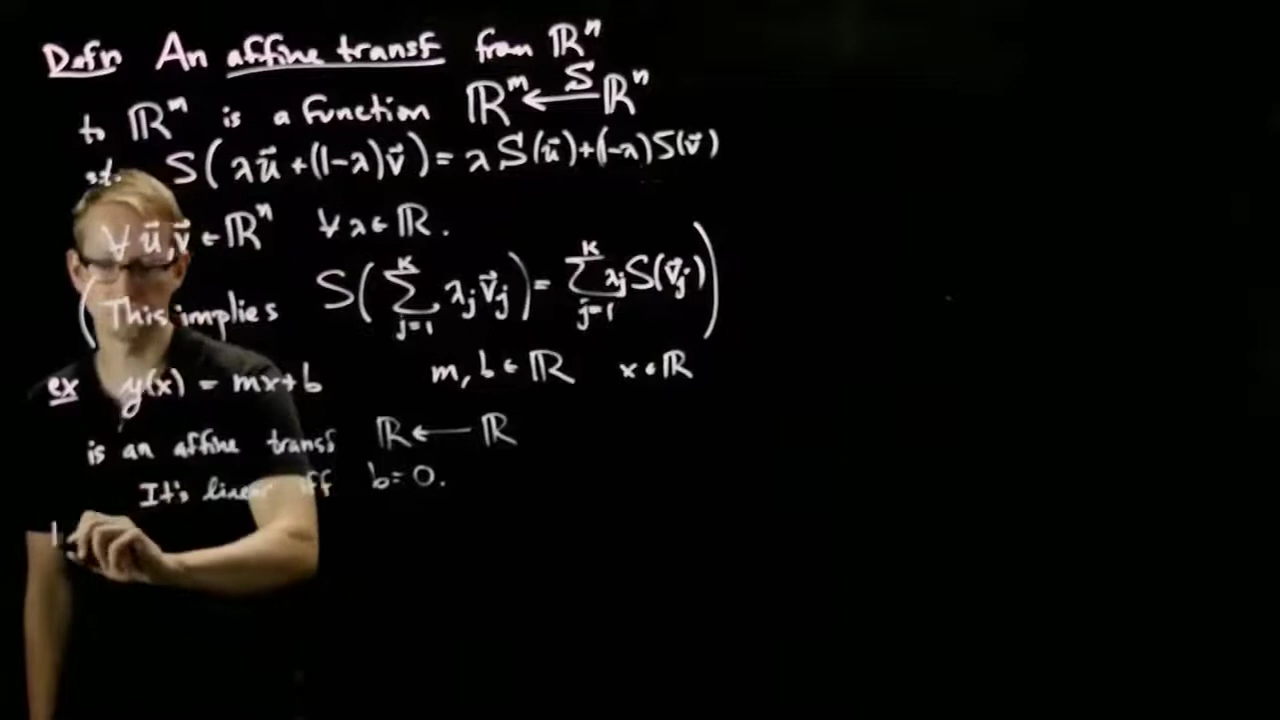 Defn An affine transf from ℝⁿ
to ℝᵐ is a function ℝᵐ ←S ℝⁿ
s.t. S(λu⃗+(1-λ)v⃗)=λS(u⃗)+(-λ)S(v⃗)
∀ u⃗,v⃗ ∈ ℝⁿ ∀ λ∈ℝ.
(This implies S(∑_{j=1}^{k} λⱼv⃗ⱼ)=∑_{j=1}^{k} λⱼS(v⃗ⱼ))
ex y(x) = mx+b m, b ∈ ℝ x ∈ ℝ
is an affine transf ℝ ← ℝ
It's linear iff b=0.